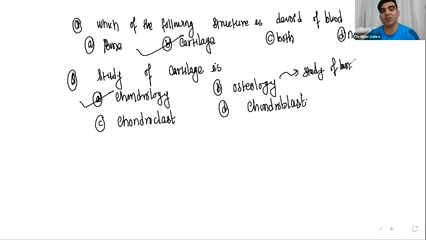 Q which of the following structure is devoid of blood
a Bone b Cartilage c both d
Q Study of Cartilage is
a Chondrology b osteology → study of
c Chondroclast d Chondroblast